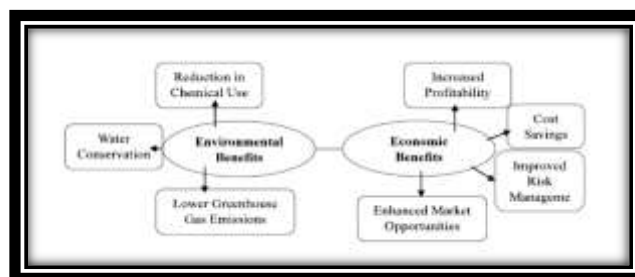 Reduction in
Chemical Use
Increased
Profitability
Cost
Savings
Water
Conservation
Environmental
Benefits
Economic
Benefits
Improved
Risk
Manageme
Lower Greenhouse
Gas Emissions
Enhanced Market
Opportunities